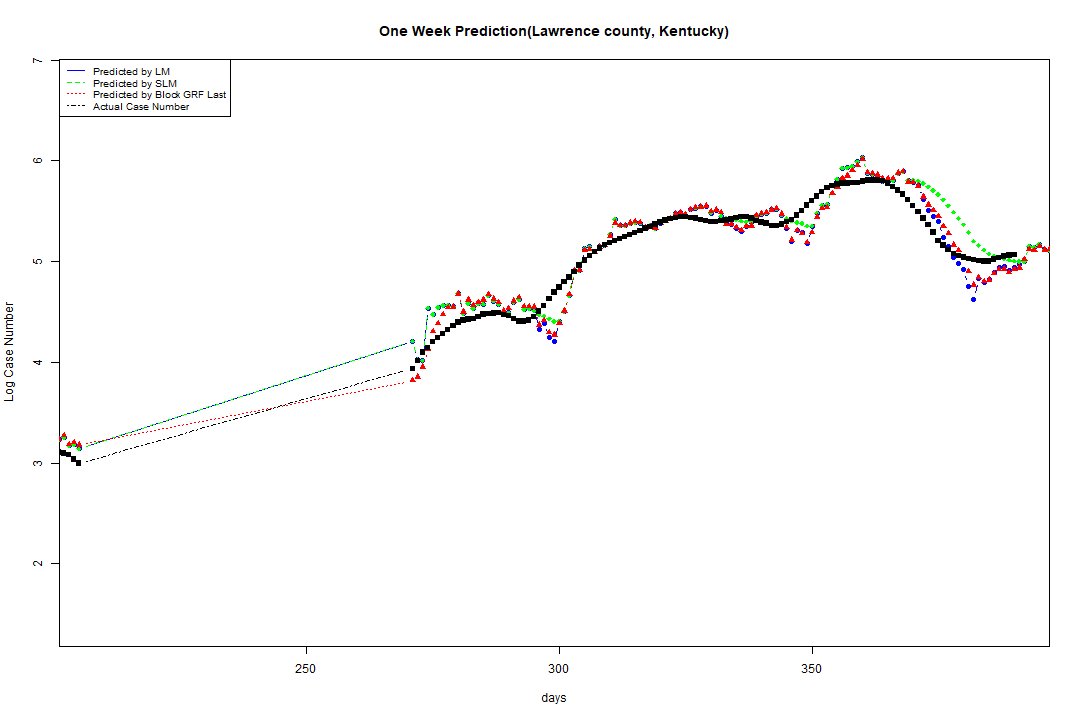 One Week Prediction(Lawrence county, Kentucky)
Predicted by LM
Predicted by SLM
Predicted by Block GRF Last
Actual Case Number
7
6
5
4
3
2
Log Case Number
250 300 350
days